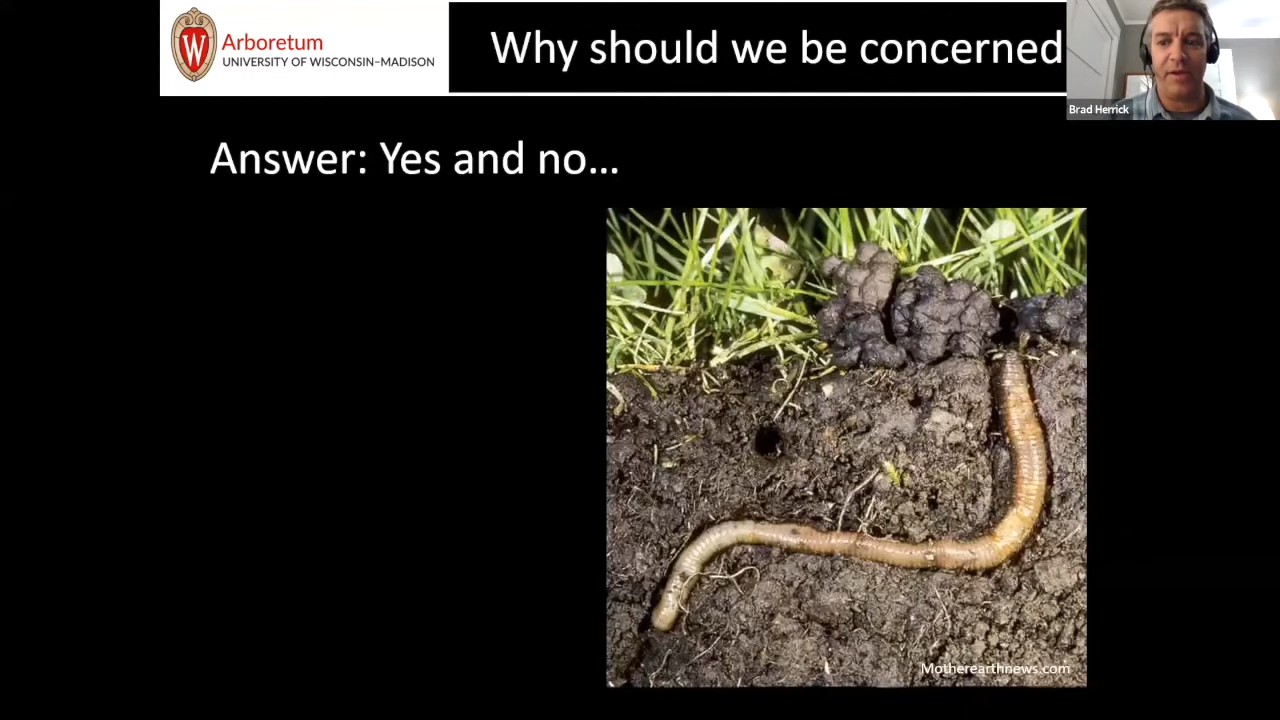 W
Arboretum
UNIVERSITY OF WISCONSIN–MADISON
Why should we be concerned
Brad Herrick
Answer: Yes and no...
Motherearthnews.com